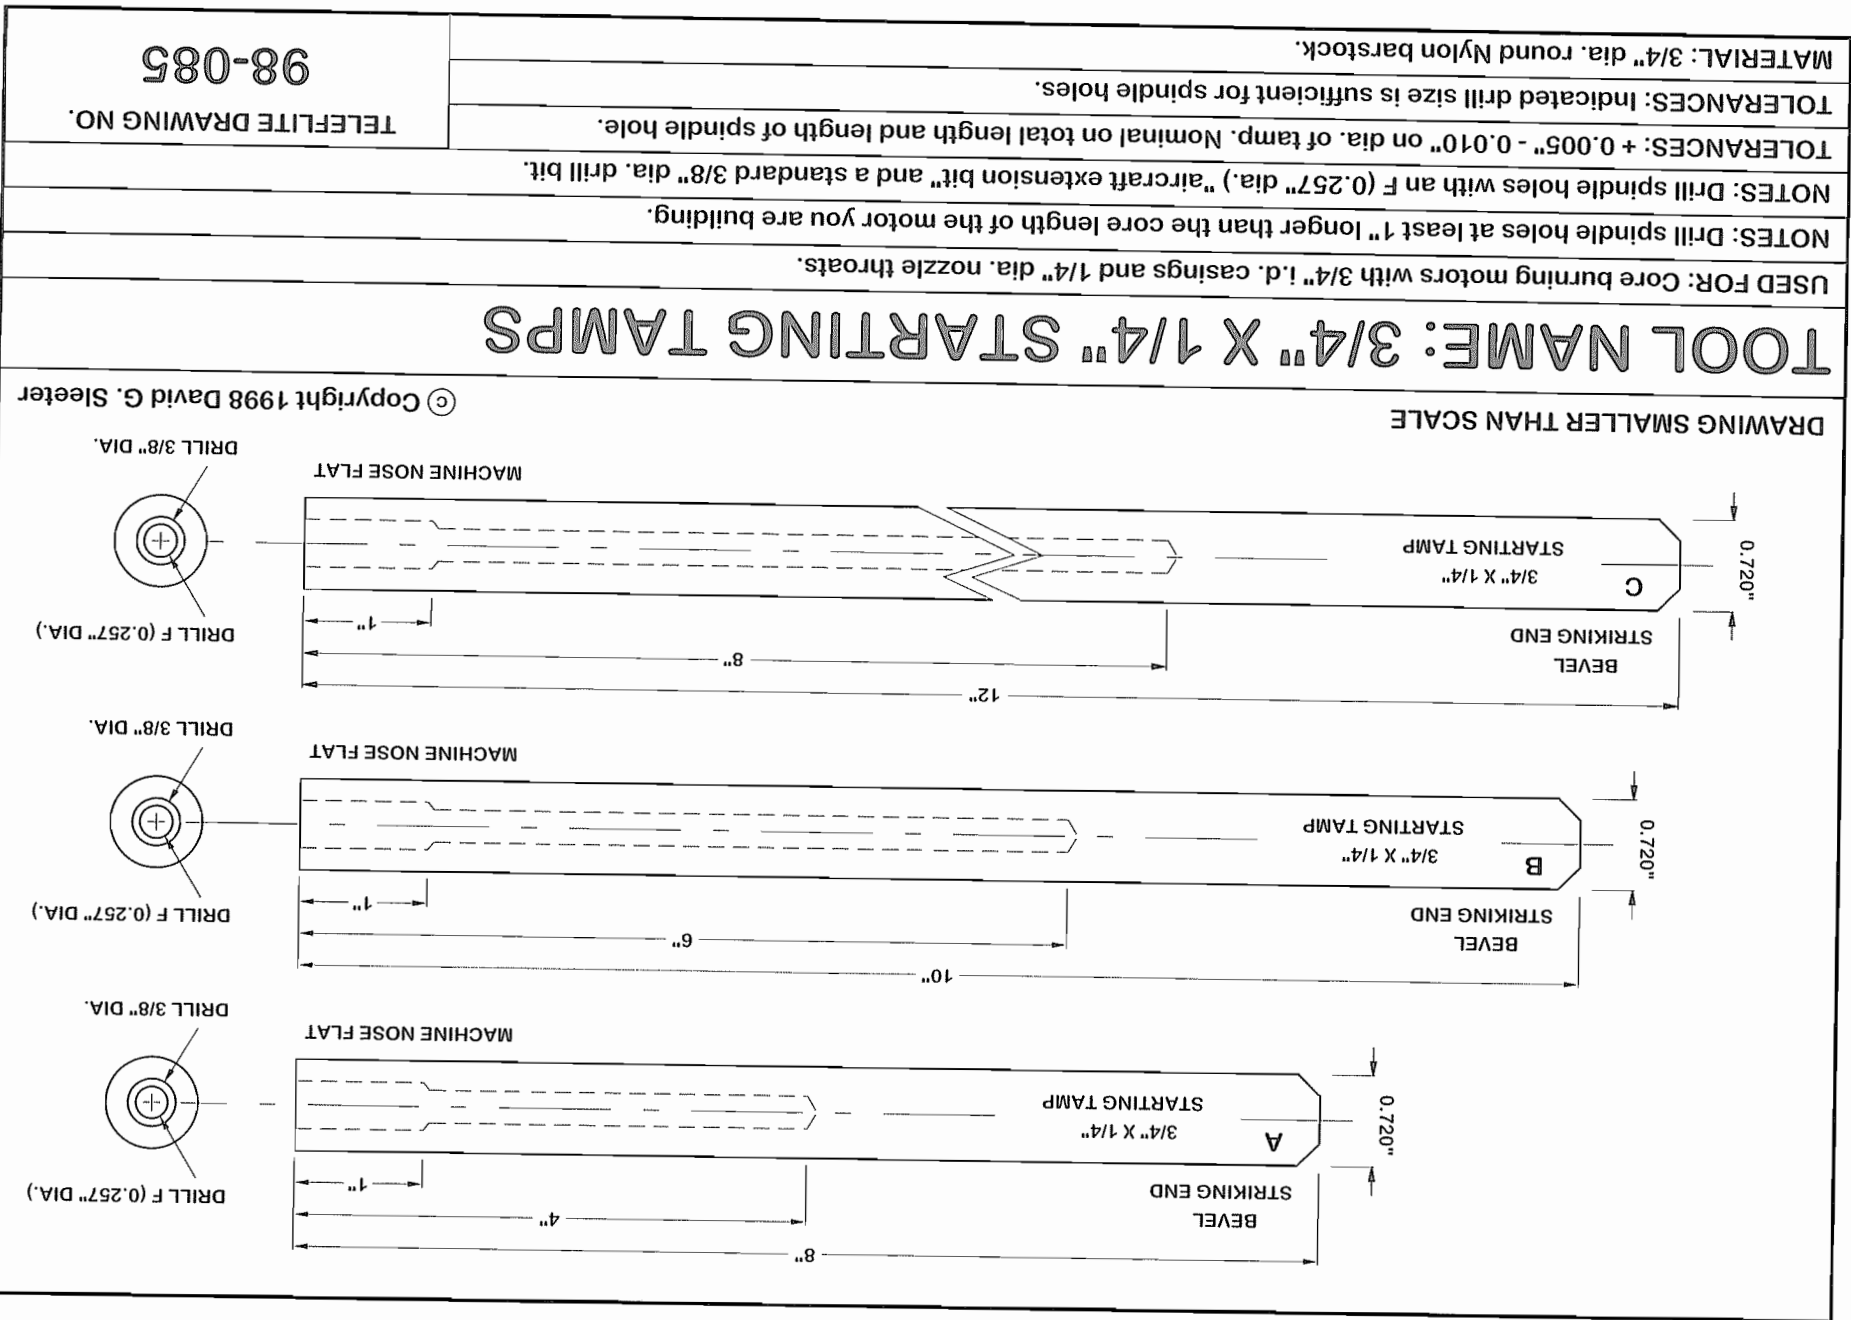 8"
BEVEL
STRIKING END
4"
1"
DRILL F (0.257" DIA.)
0.720"
A
3/4" X 1/4"
STARTING TAMP
MACHINE NOSE FLAT
DRILL 3/8" DIA.
10"
BEVEL
STRIKING END
6"
1"
DRILL F (0.257" DIA.)
0.720"
B
3/4" X 1/4"
STARTING TAMP
MACHINE NOSE FLAT
DRILL 3/8" DIA.
12"
BEVEL
STRIKING END
8"
1"
DRILL F (0.257" DIA.)
0.720"
C
3/4" X 1/4"
STARTING TAMP
MACHINE NOSE FLAT
DRILL 3/8" DIA.
DRAWING SMALLER THAN SCALE
© Copyright 1998 David G. Sleeter
TOOL NAME: 3/4" X 1/4" STARTING TAMPS
USED FOR: Core burning motors with 3/4" i.d. casings and 1/4" dia. nozzle throats.
NOTES: Drill spindle holes at least 1" longer than the core length of the motor you are building.
NOTES: Drill spindle holes with an F (0.257" dia.) "aircraft extension bit" and a standard 3/8" dia. drill bit.
TOLERANCES: + 0.005" - 0.010" on dia. of tamp. Nominal on total length and length of spindle hole.
TOLERANCES: Indicated drill size is sufficient for spindle holes.
MATERIAL: 3/4" dia. round Nylon barstock.
TELEFLITE DRAWING NO.
98-085